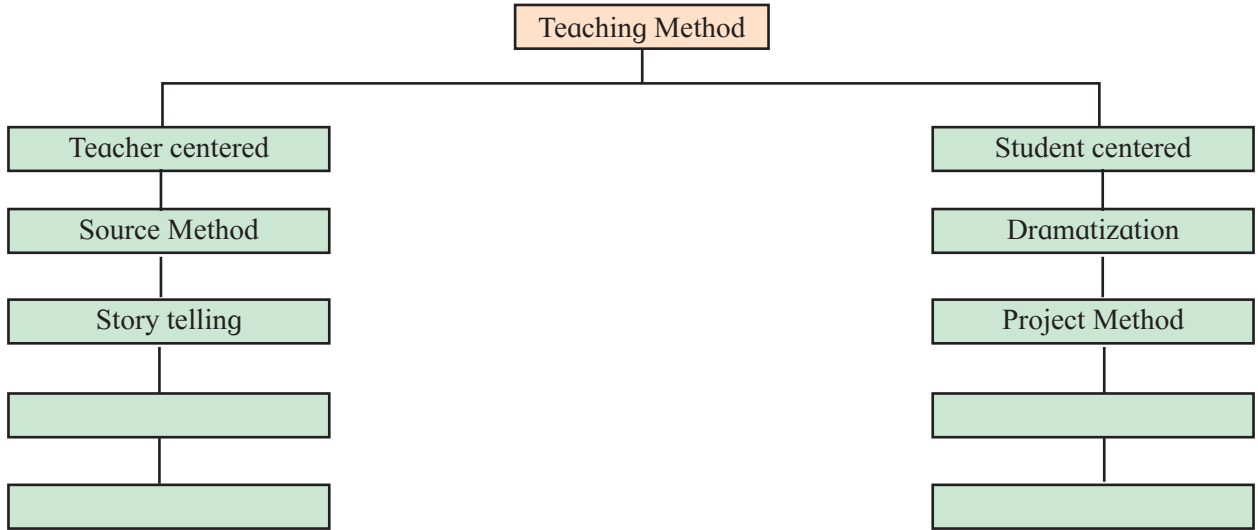 Teaching Method
Teacher centered
Student centered
Source Method
Dramatization
Story telling
Project Method